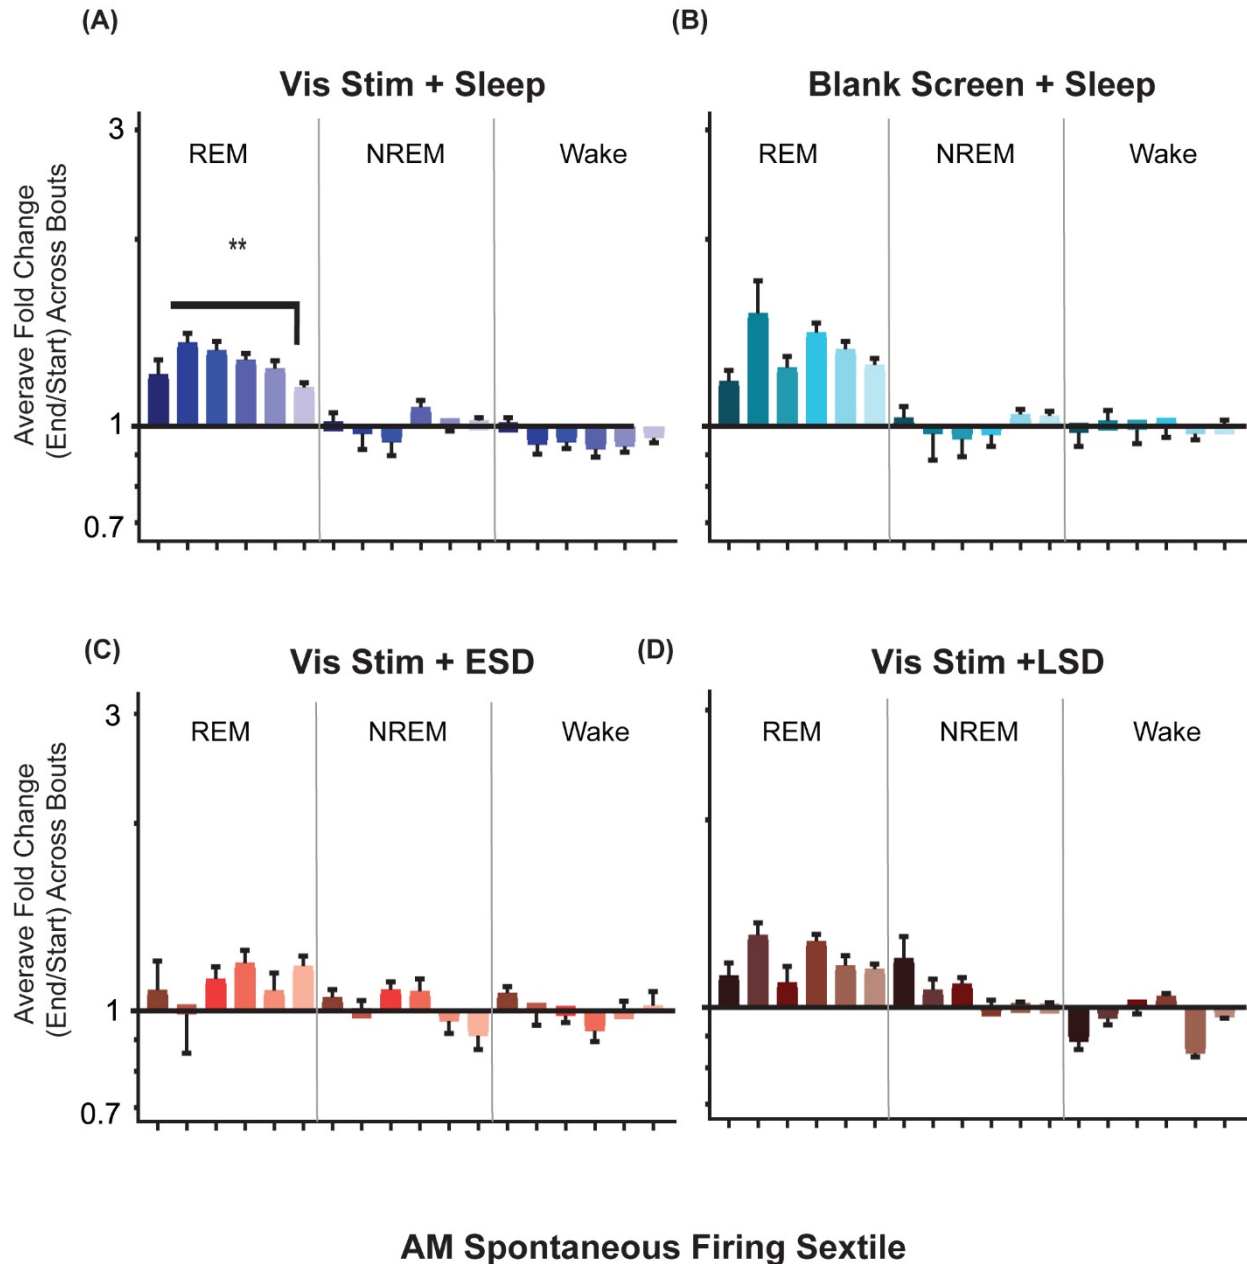 (A)
(B)
Vis Stim + Sleep
Blank Screen + Sleep
3
REM
NREM
Wake
REM
NREM
Wake
**
Averave Fold Change
(End/Start) Across Bouts
1
0.7
(C)
(D)
Vis Stim + ESD
Vis Stim +LSD
3
REM
NREM
Wake
REM
NREM
Wake
Averave Fold Change
(End/Start) Across Bouts
1
0.7
AM Spontaneous Firing Sextile